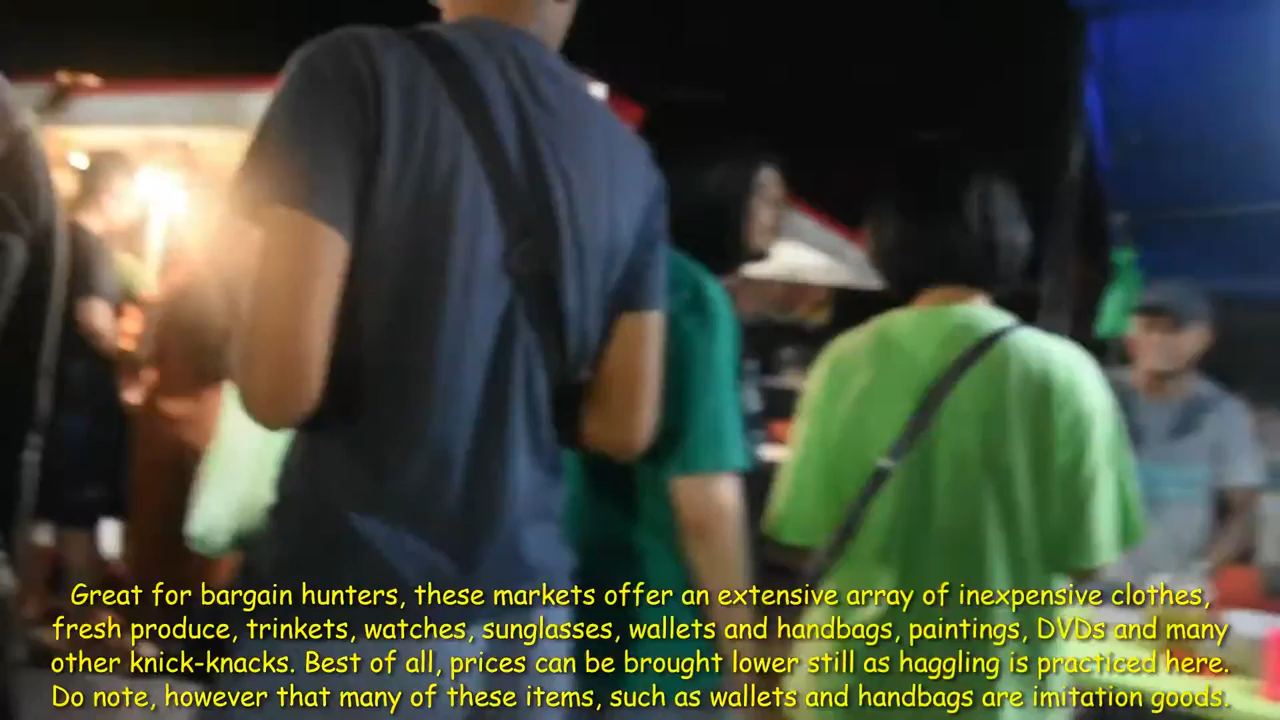 Great for bargain hunters, these markets offer an extensive array of inexpensive clothes,
fresh produce, trinkets, watches, sunglasses, wallets and handbags, paintings, DVDs and many
other knick-knacks. Best of all, prices can be brought lower still as haggling is practiced here.
Do note, however that many of these items, such as wallets and handbags are imitation goods.